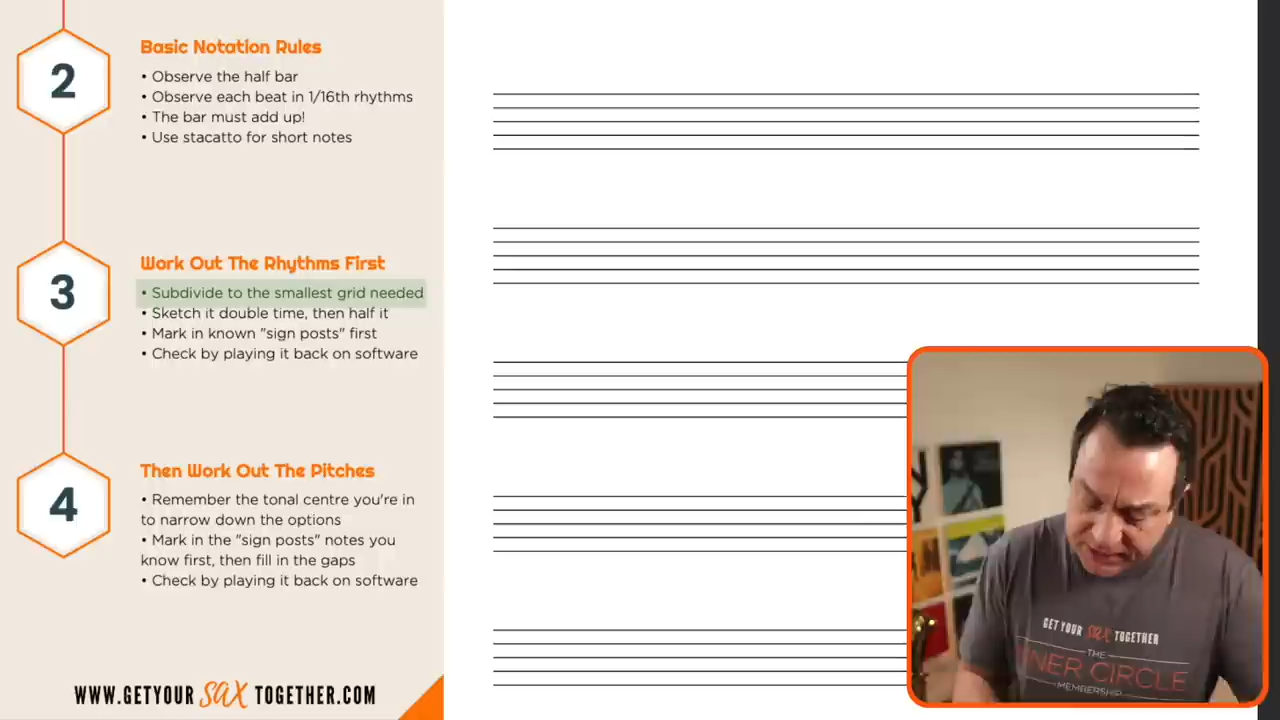 2
Basic Notation Rules
• Observe the half bar
• Observe each beat in 1/16th rhythms
• The bar must add up!
• Use stacatto for short notes
3
Work Out The Rhythms First
• Subdivide to the smallest grid needed
• Sketch it double time, then half it
• Mark in known "sign posts" first
• Check by playing it back on software
4
Then Work Out The Pitches
• Remember the tonal centre you're in
to narrow down the options
• Mark in the "sign posts" notes you
know first, then fill in the gaps
• Check by playing it back on software
WWW.GETYOUR SAX TOGETHER.COM
GET YOUR SAX TOGETHER
THE
INNER CIRCLE
MEMBERSHIP